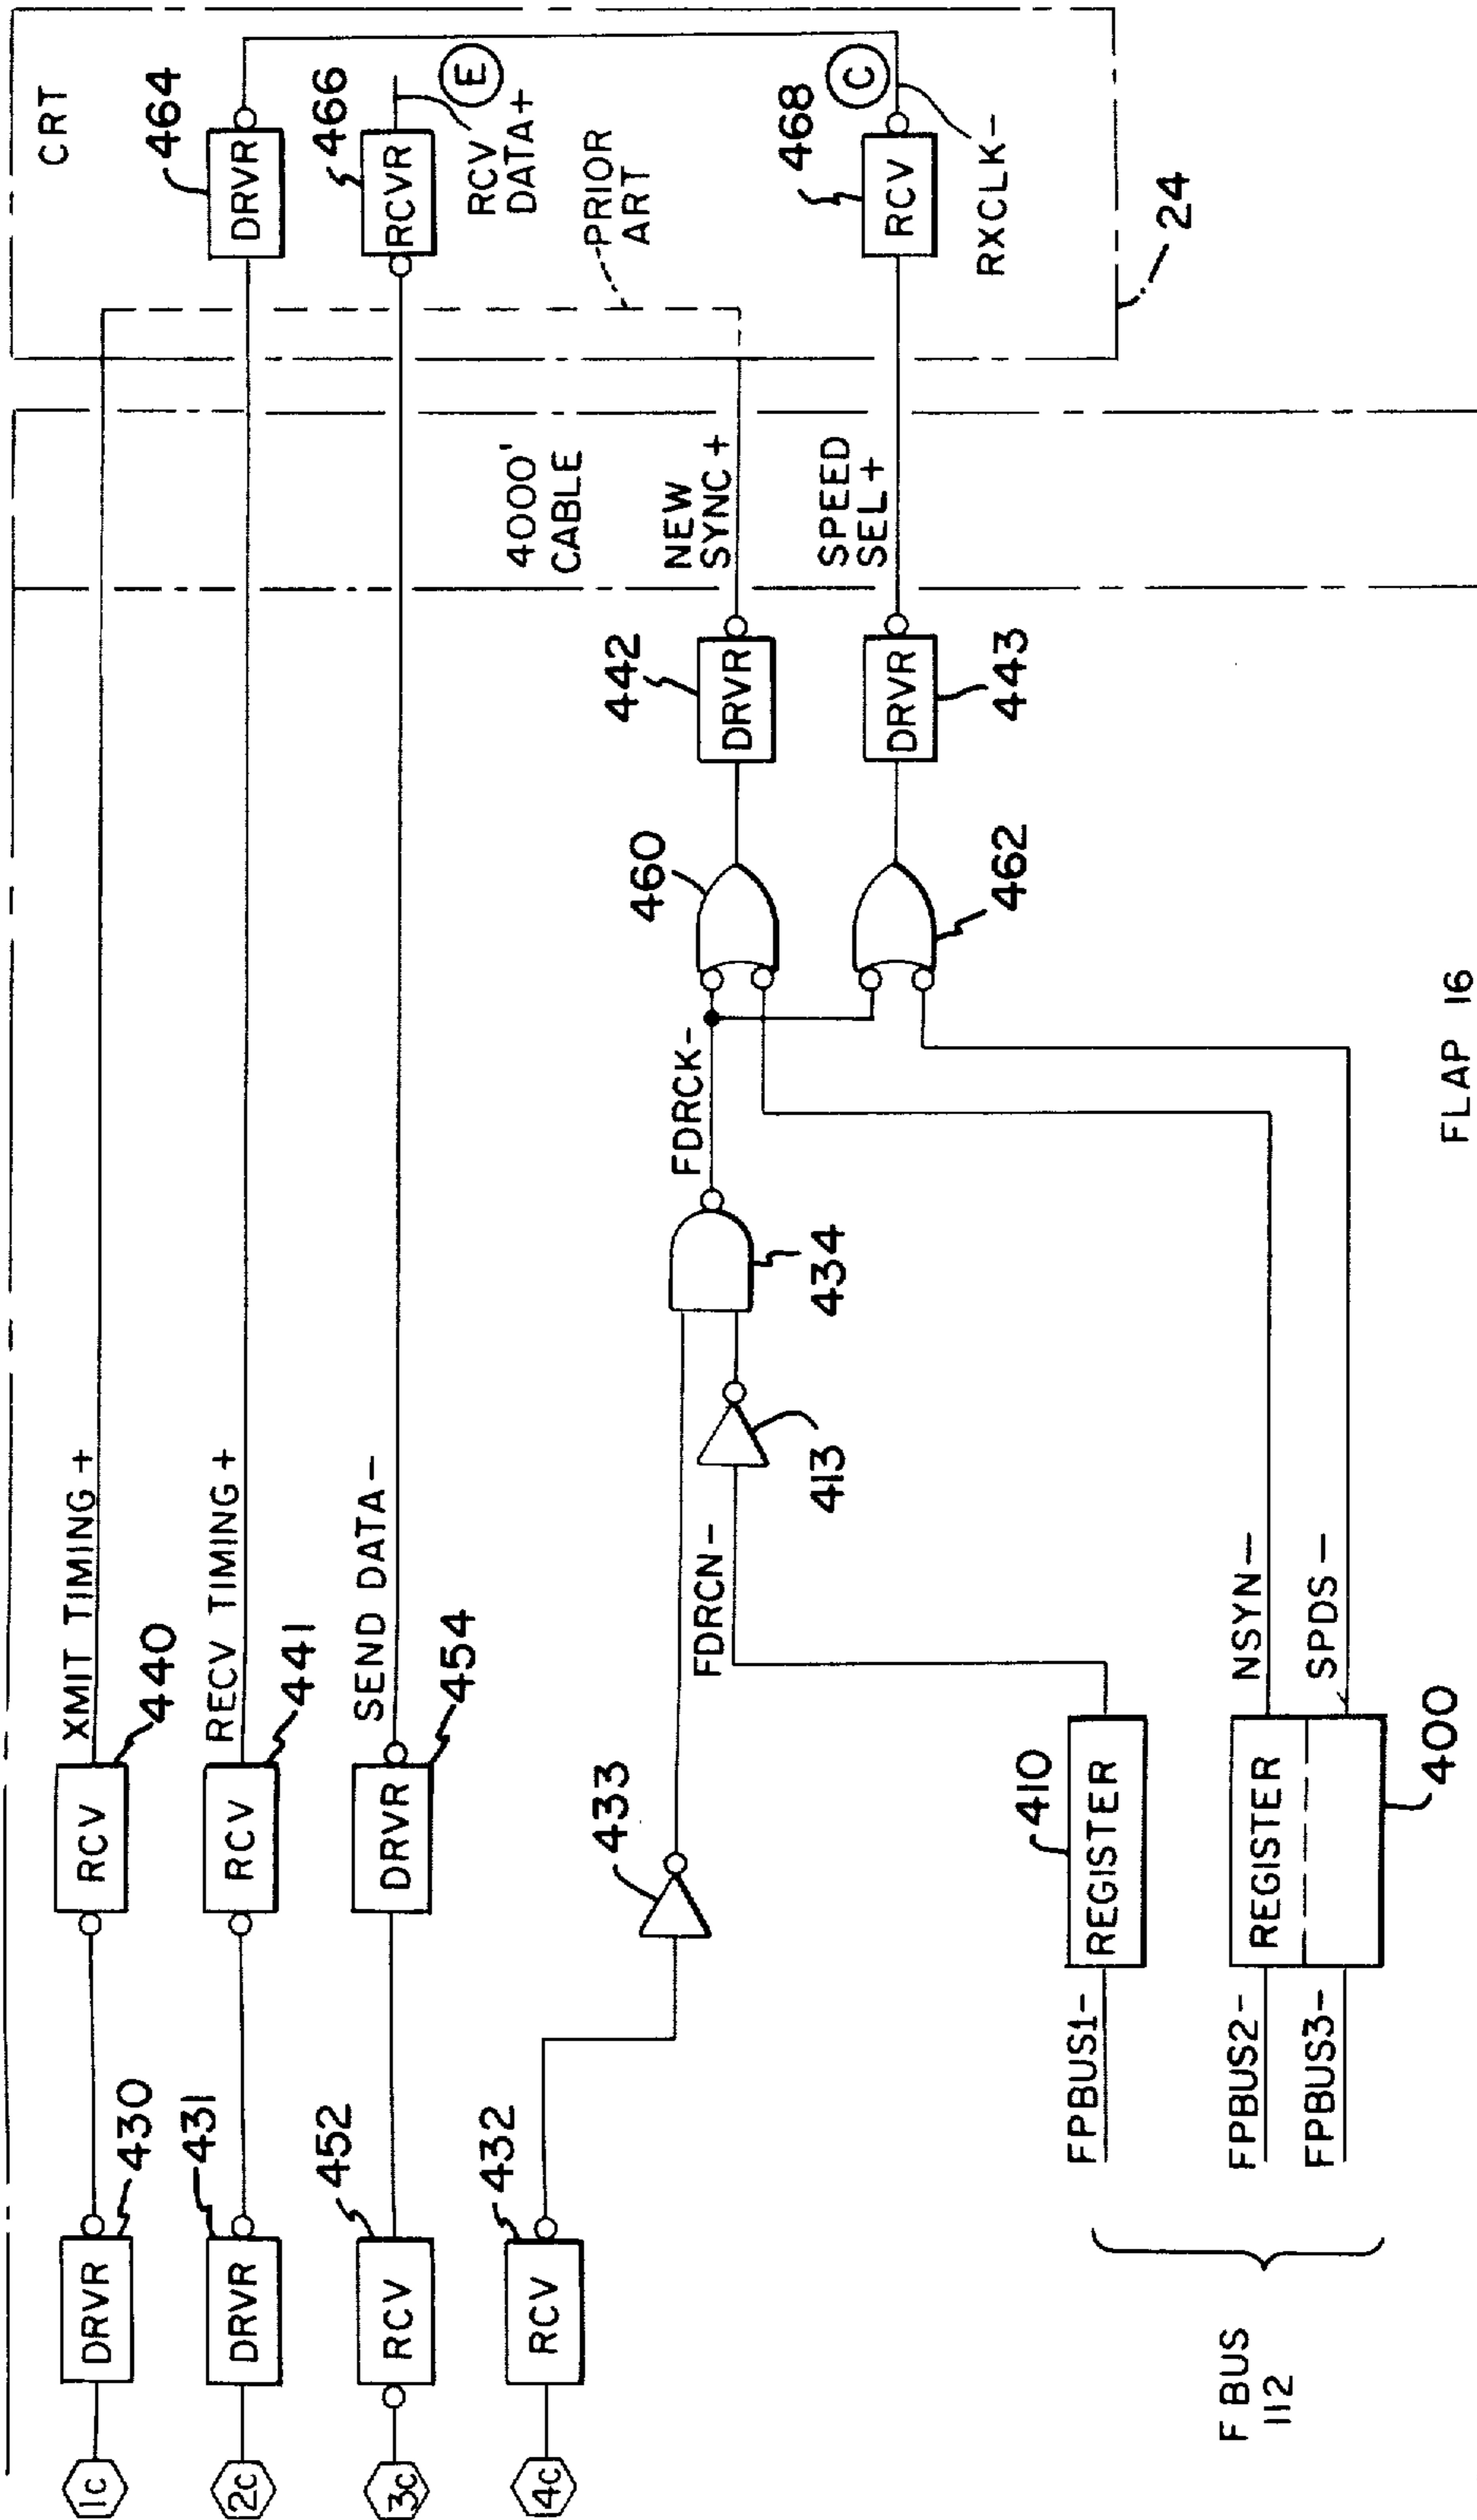 1C
DRVR
430
RCV
440
XMIT TIMING +
2C
DRVR
431
RCV
441
RECV TIMING +
3C
RCV
452
DRVR
454
SEND DATA −
4C
RCV
432
433
FDRCN −
413
434
FDRCK −
460
462
DRVR
442
DRVR
443
4000'
CABLE
NEW
SYNC +
SPEED
SEL +
CRT
DRVR
464
RCVR
466
E
RCV
DATA +
PRIOR
ART
RCV
468
C
RXCLK −
24
F BUS
112
FPBUS1 −
REGISTER
410
FPBUS2 −
FPBUS3 −
REGISTER
400
NSYN −
SPDS −
FLAP 16